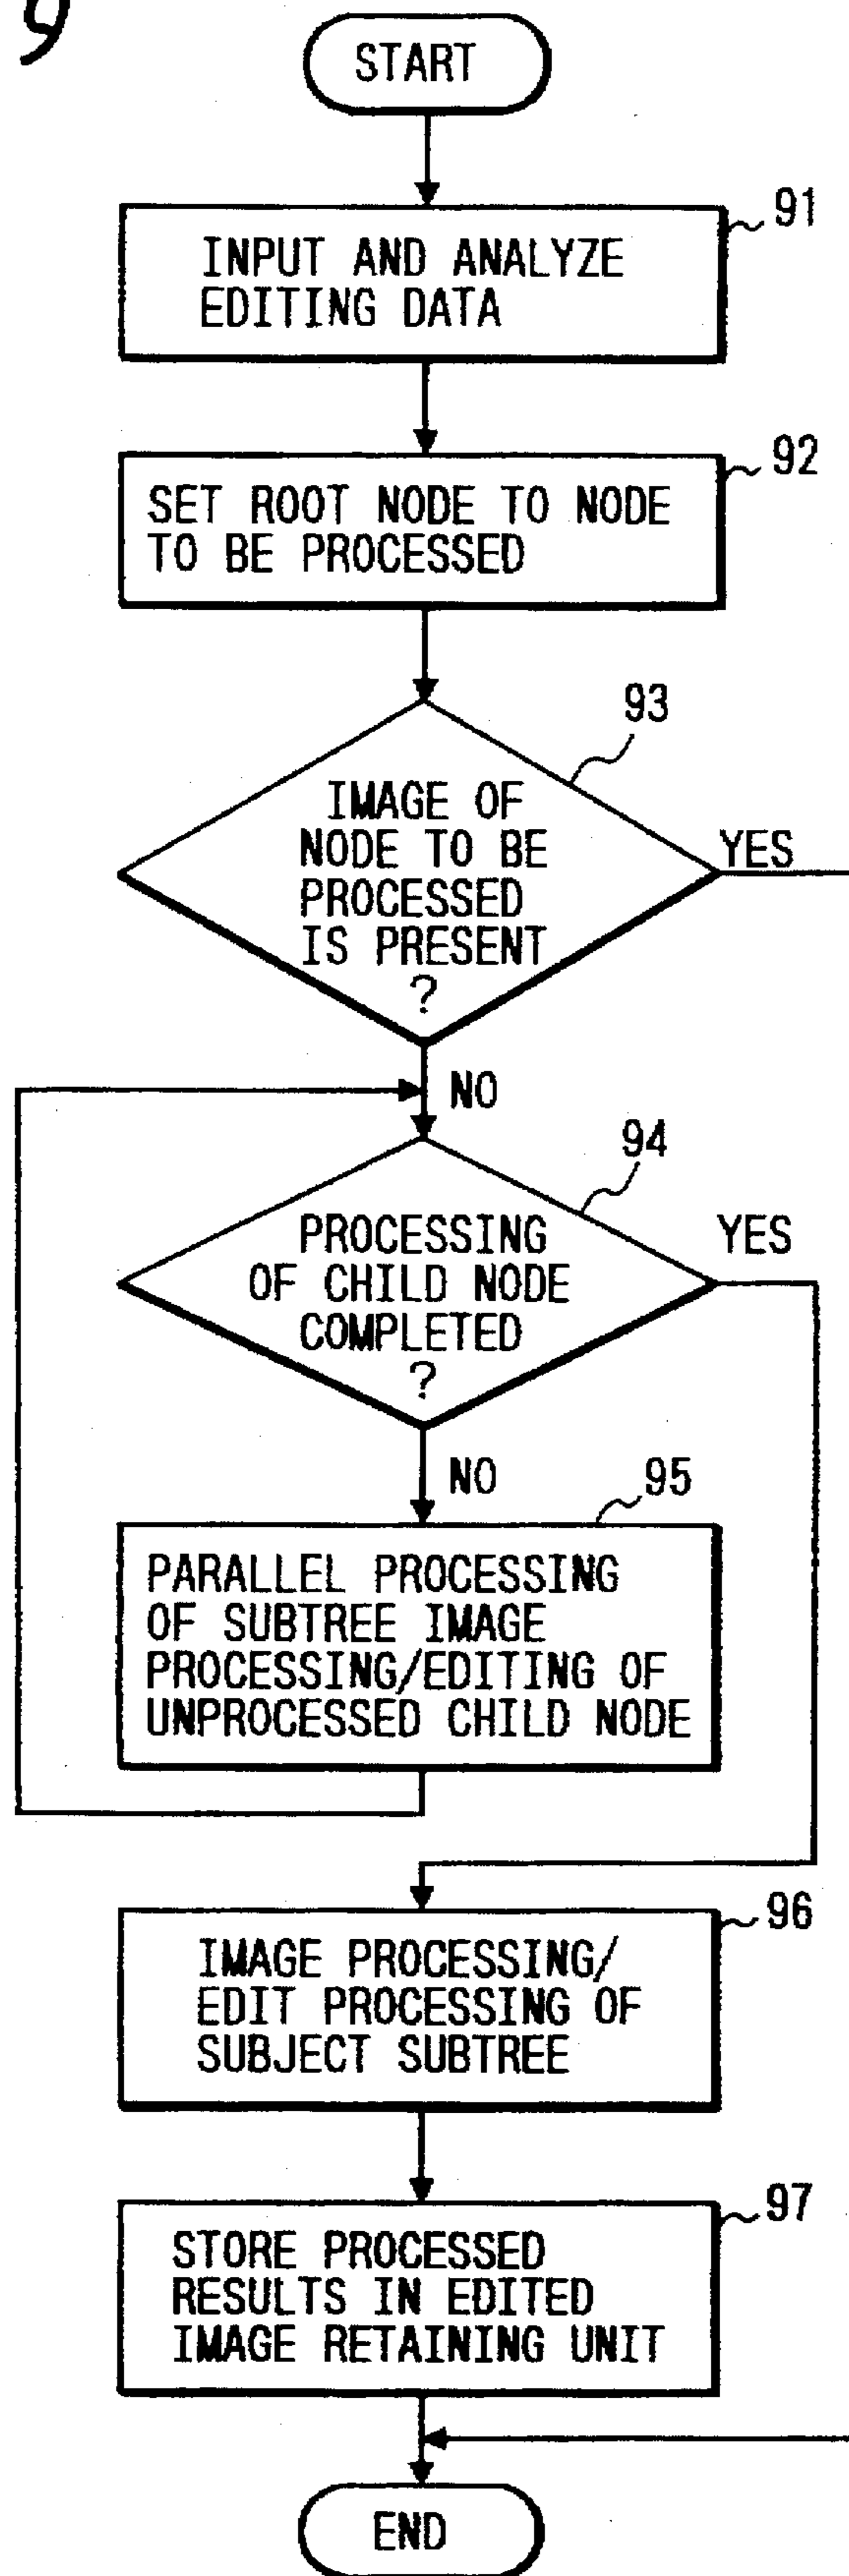 9
START
91
INPUT AND ANALYZE
EDITING DATA
92
SET ROOT NODE TO NODE
TO BE PROCESSED
93
IMAGE OF
NODE TO BE
PROCESSED
IS PRESENT
?
YES
NO
94
PROCESSING
OF CHILD NODE
COMPLETED
?
YES
NO
95
PARALLEL PROCESSING
OF SUBTREE IMAGE
PROCESSING/EDITING OF
UNPROCESSED CHILD NODE
96
IMAGE PROCESSING/
EDIT PROCESSING OF
SUBJECT SUBTREE
97
STORE PROCESSED
RESULTS IN EDITED
IMAGE RETAINING UNIT
END